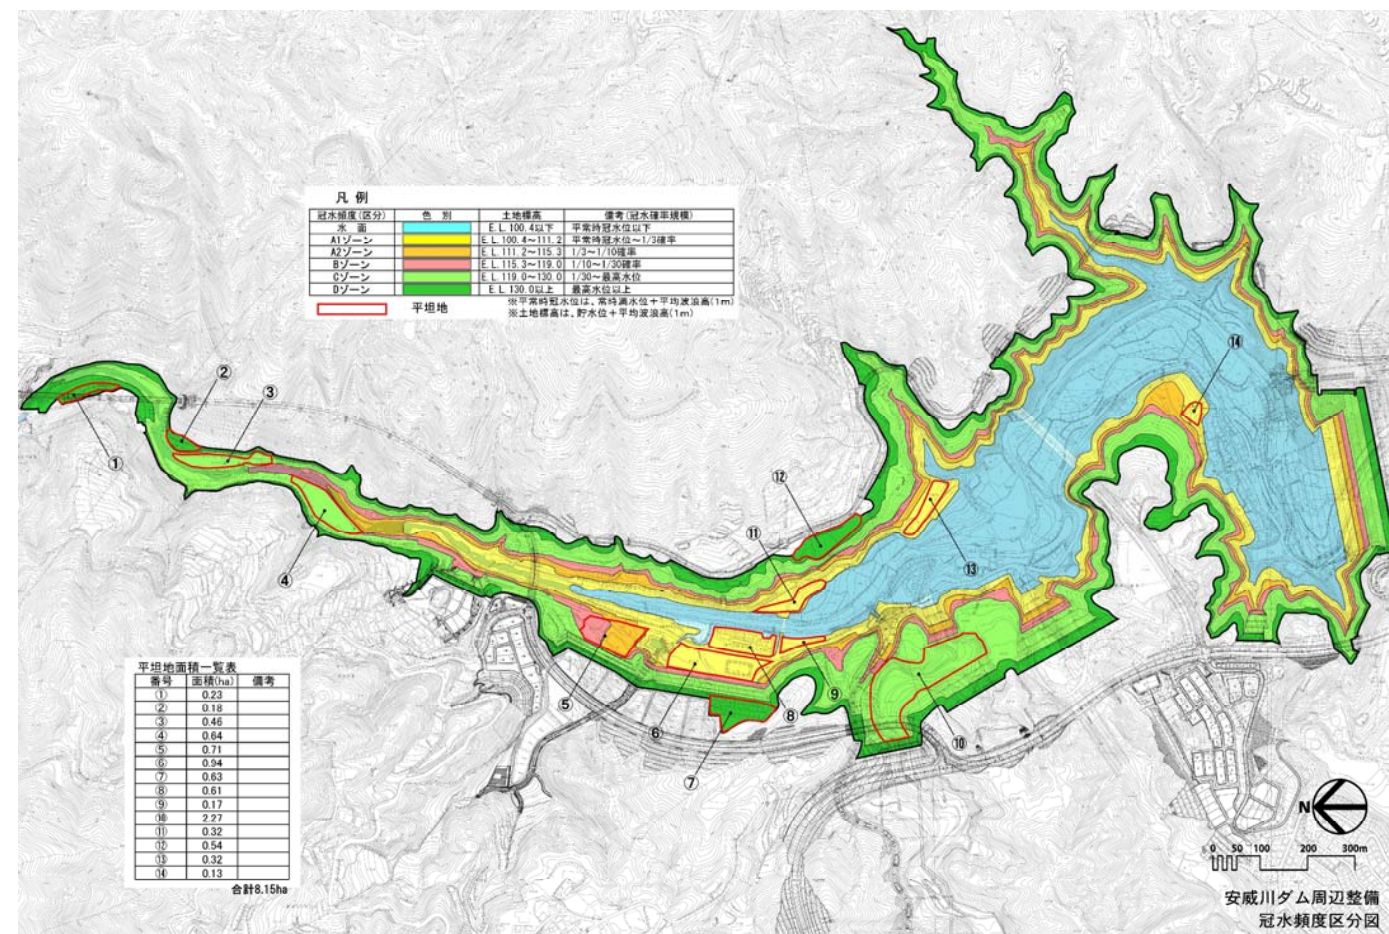 凡 例
冠水頻度(区分) 色 別 土地標高 備考(冠水確率規模)
水 面 E.L.100.4以下 平常時冠水位以下
A1ゾーン E.L.100.4～111.2 平常時冠水位～1/3確率
A2ゾーン E.L.111.2～115.3 1/3～1/10確率
Bゾーン E.L.115.3～119.0 1/10～1/30確率
Cゾーン E.L.119.0～130.0 1/30～最高水位
Dゾーン E.L.130.0以上 最高水位以上
平坦地
※平常時冠水位は、常時満水位＋平均波浪高(1m)
※土地標高は、貯水位＋平均波浪高(1m)
⑭
②
③
①
⑫
⑪
④
⑬
⑤
⑥
⑧
⑨
⑩
⑦
平坦地面積一覧表
番号 面積(ha) 備考
① 0.23
② 0.18
③ 0.46
④ 0.64
⑤ 0.71
⑥ 0.94
⑦ 0.63
⑧ 0.61
⑨ 0.17
⑩ 2.27
⑪ 0.32
⑫ 0.54
⑬ 0.32
⑭ 0.13
合計8.15ha
N
0 50 100 200 300m
安威川ダム周辺整備
冠水頻度区分図